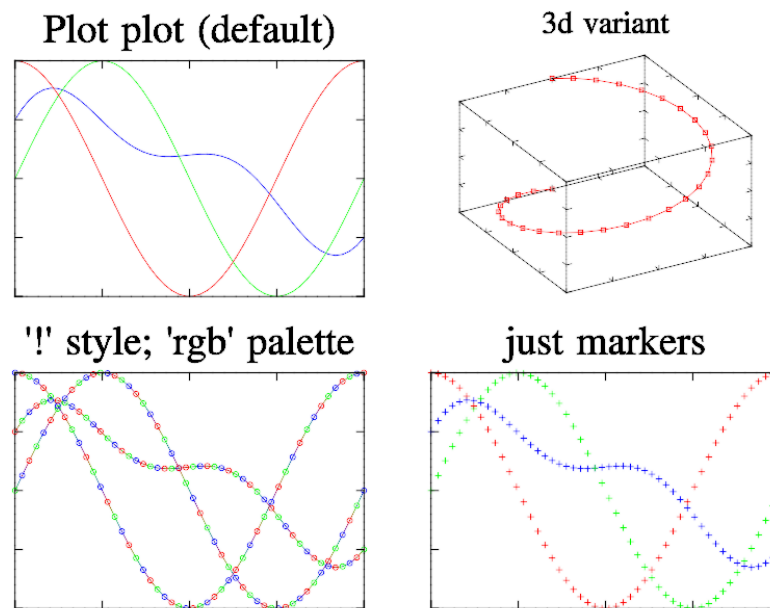 Plot plot (default)
3d variant
'!' style; 'rgb' palette
just markers